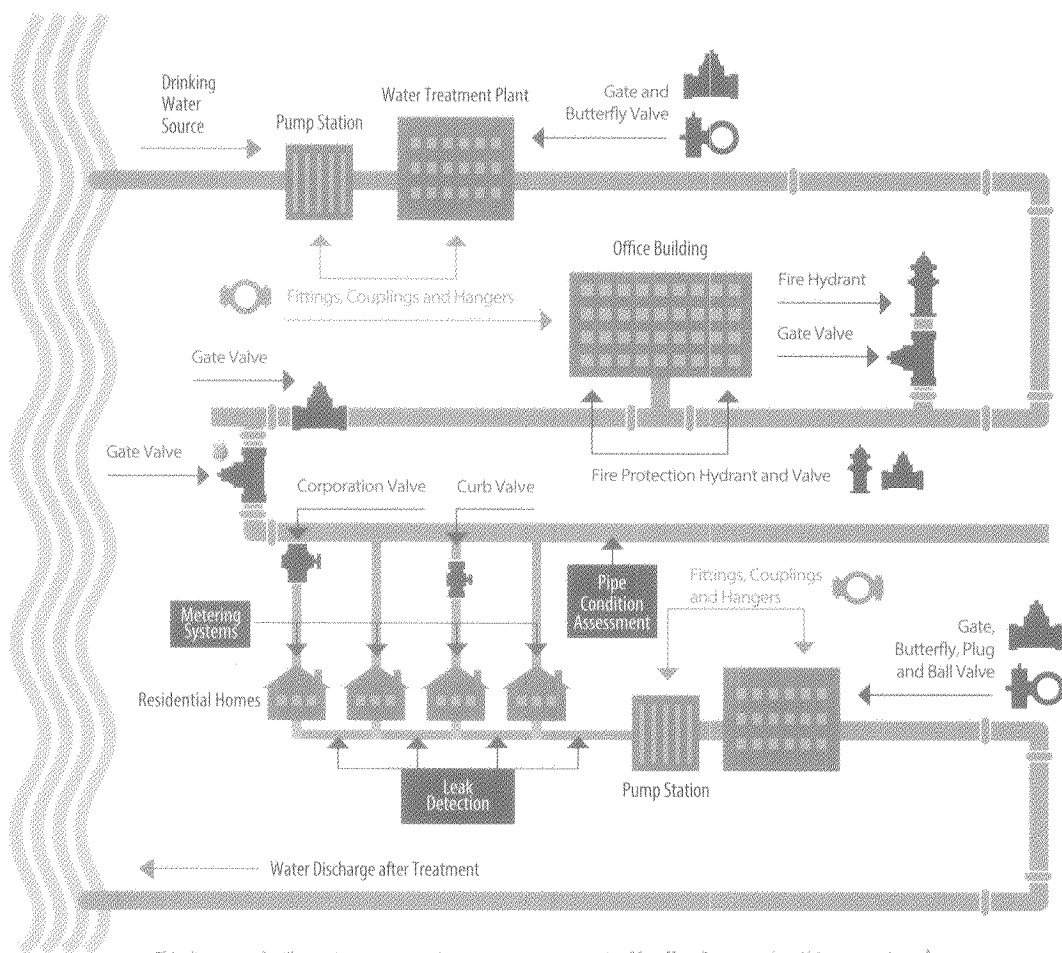 Drinking
Water
Source
Pump Station
Water Treatment Plant
Gate and
Butterfly Valve
Office Building
Fittings, Couplings and Hangers
Fire Hydrant
Gate Valve
Gate Valve
Gate Valve
Fire Protection Hydrant and Valve
Corporation Valve
Curb Valve
Metering
Systems
Pipe
Condition
Assessment
Fittings, Couplings
and Hangers
Gate,
Butterfly, Plug
and Ball Valve
Residential Homes
Leak
Detection
Pump Station
Water Discharge after Treatment